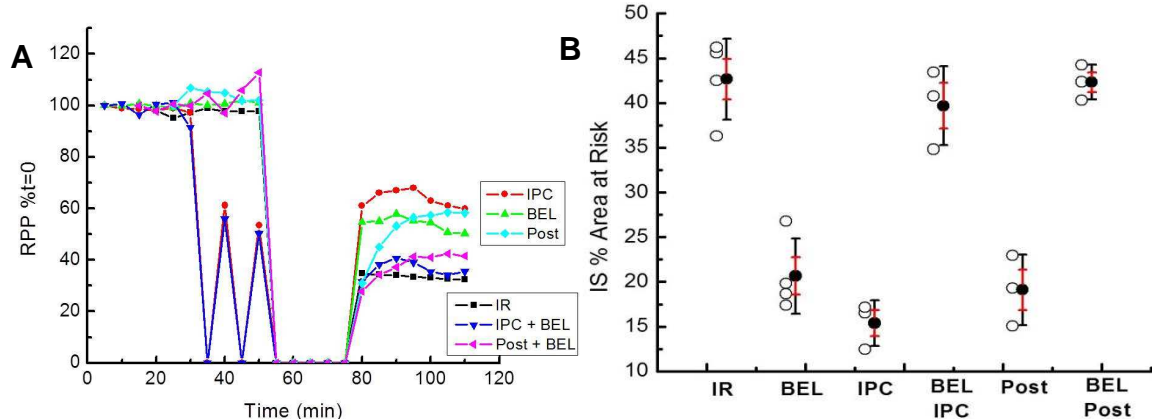 A
120
100
80
60
40
20
0
RPP %t=0
0 20 40 60 80 100 120
Time (min)
IPC
BEL
Post
IR
IPC + BEL
Post + BEL
B
50
45
40
35
30
25
20
15
10
IS % Area at Risk
IR BEL IPC BEL Post BEL
IPC Post